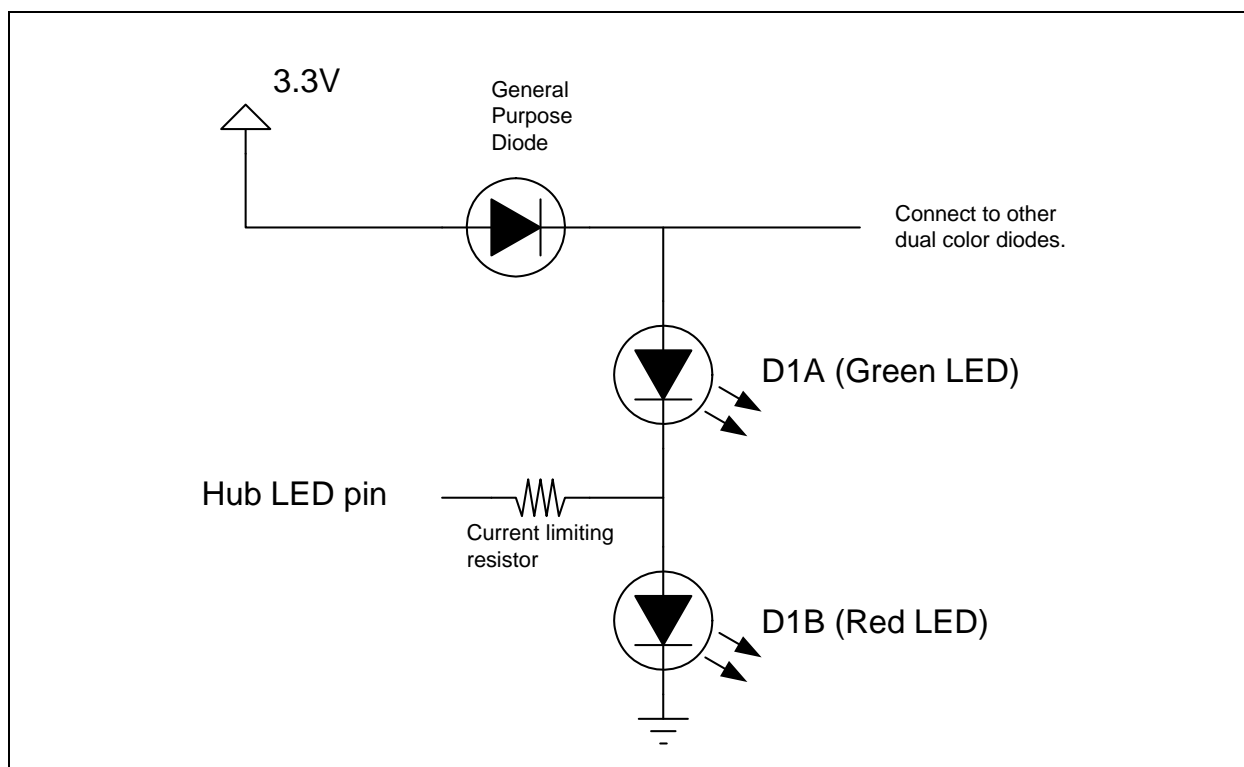 3.3V
General
Purpose
Diode
Connect to other
dual color diodes.
D1A (Green LED)
Hub LED pin
Current limiting
resistor
D1B (Red LED)